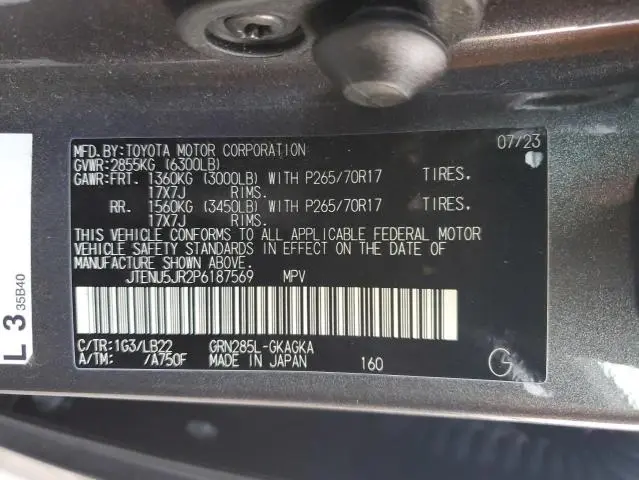 MFD.BY:TOYOTA MOTOR CORPORATION 07/23
GVWR:2855KG (6300LB)
GAWR:FRT. 1360KG (3000LB) WITH P265/70R17 TIRES.
17X7J RIMS.
RR. 1560KG (3450LB) WITH P265/70R17 TIRES.
17X7J RIMS.
THIS VEHICLE CONFORMS TO ALL APPLICABLE FEDERAL MOTOR
VEHICLE SAFETY STANDARDS IN EFFECT ON THE DATE OF
MANUFACTURE SHOWN ABOVE.
JTENU5JR2P6187569 MPV
C/TR:1G3/LB22 GRN285L-GKAGKA
A/TM: /A750F MADE IN JAPAN 160
G
L 3
35B40